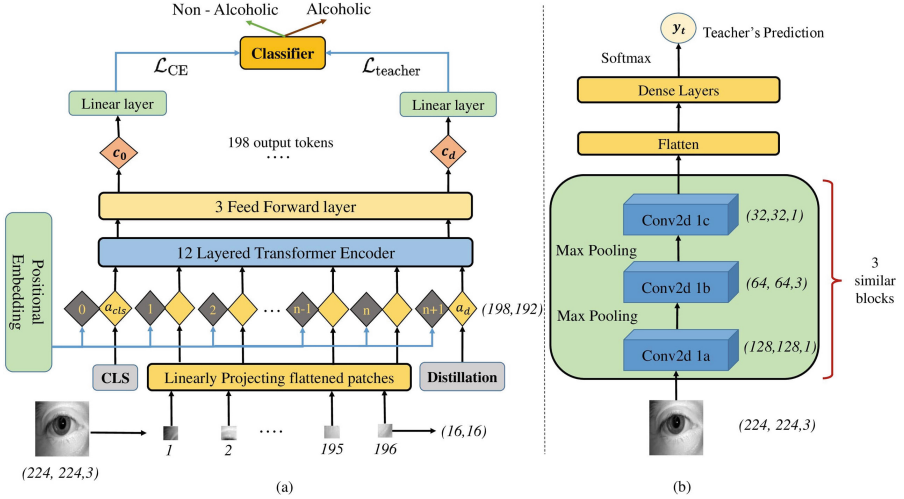 Non - Alcoholic
Alcoholic
Classifier
ℒCE
ℒteacher
Linear layer
Linear layer
c₀
198 output tokens
....
c_d
3 Feed Forward layer
12 Layered Transformer Encoder
Positional
Embedding
0
a_cls
1
2
...
n-1
n
n+1
a_d
(198,192)
CLS
Linearly Projecting flattened patches
Distillation
1
2
....
195
196
(16,16)
(224, 224,3)
(a)
y_t
Teacher's Prediction
Softmax
Dense Layers
Flatten
Conv2d 1c
(32,32,1)
Max Pooling
Conv2d 1b
(64, 64,3)
Max Pooling
Conv2d 1a
(128,128,1)
3
similar
blocks
(224, 224,3)
(b)